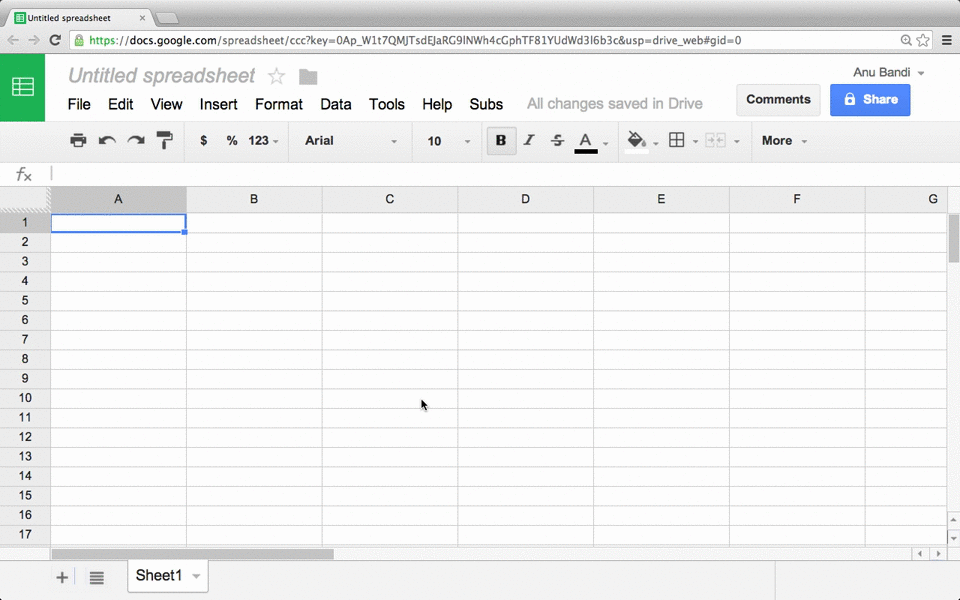 Untitled spreadsheet
https://docs.google.com/spreadsheet/ccc?key=0Ap_W1t7QMJTsdEJaRG9lNWh4cGphTF81YUdWd3l6b3c&usp=drive_web#gid=0
Untitled spreadsheet
Anu Bandi
File Edit View Insert Format Data Tools Help Subs All changes saved in Drive Comments Share
$ % 123 Arial 10 B I S A More
fx
A B C D E F G
1
2
3
4
5
6
7
8
9
10
11
12
13
14
15
16
17
+ Sheet1